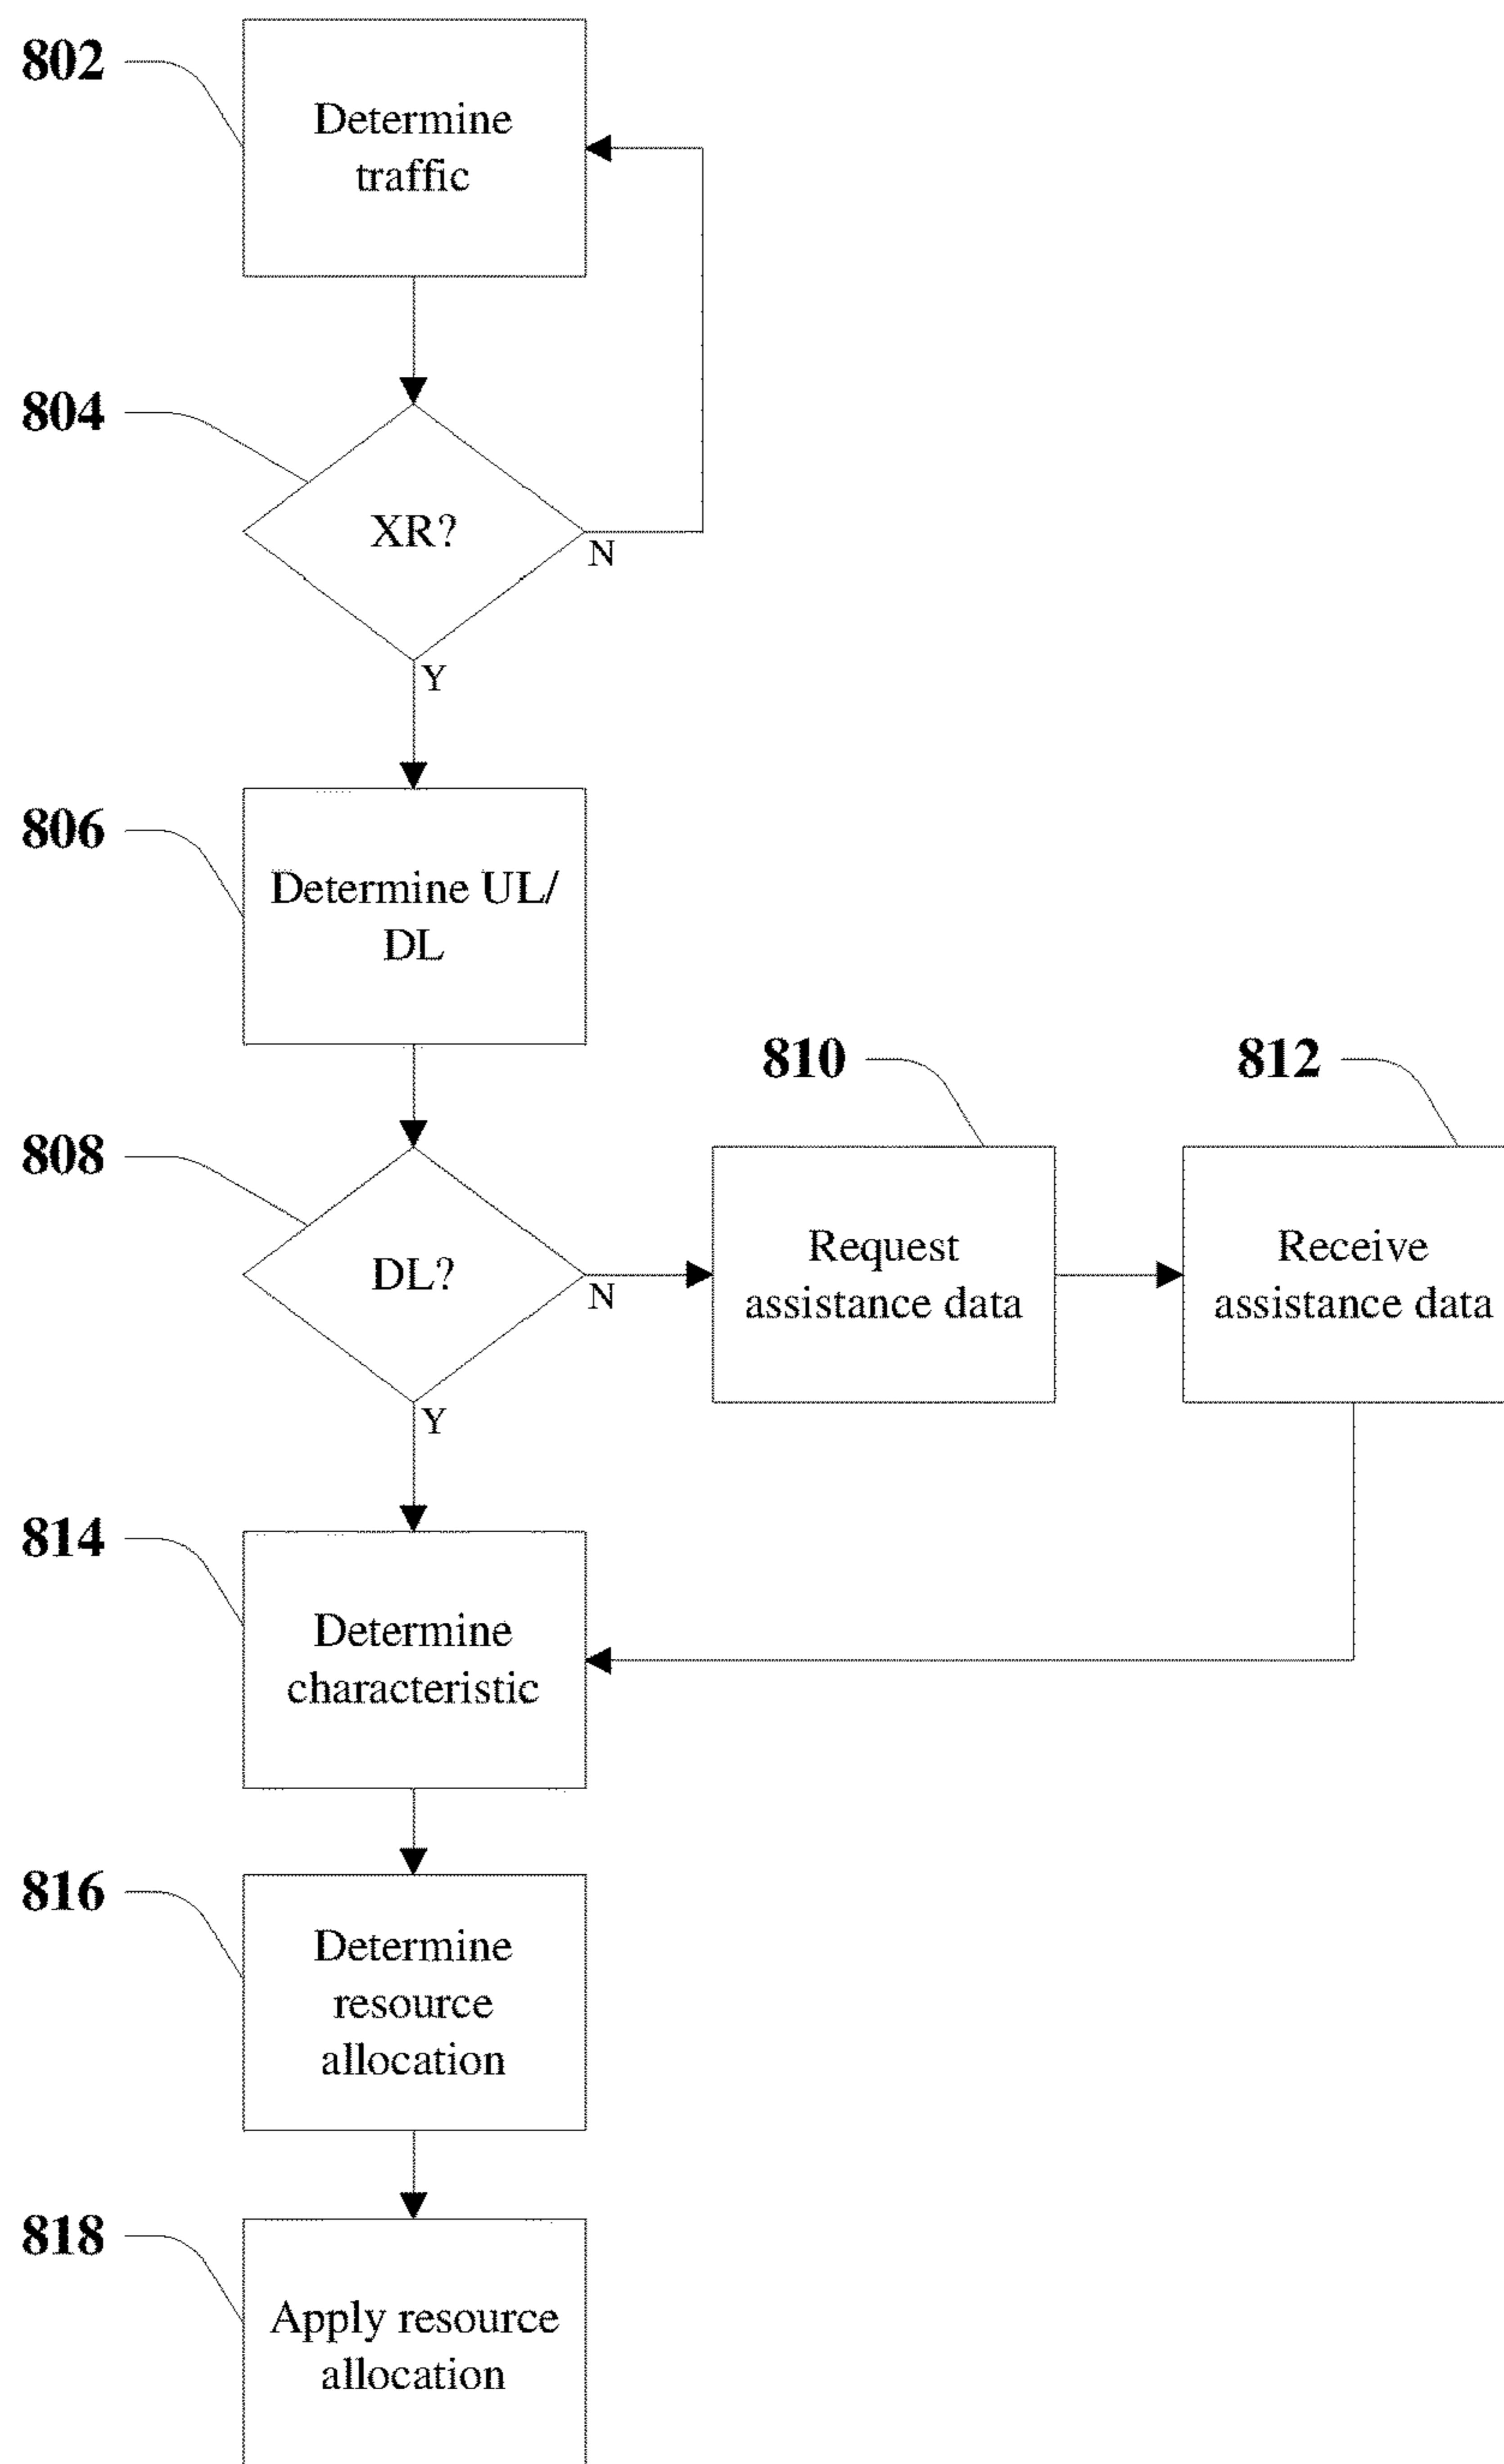 802
Determine
traffic
804
XR?
N
Y
806
Determine UL/
DL
808
DL?
N
Y
810
Request
assistance data
812
Receive
assistance data
814
Determine
characteristic
816
Determine
resource
allocation
818
Apply resource
allocation